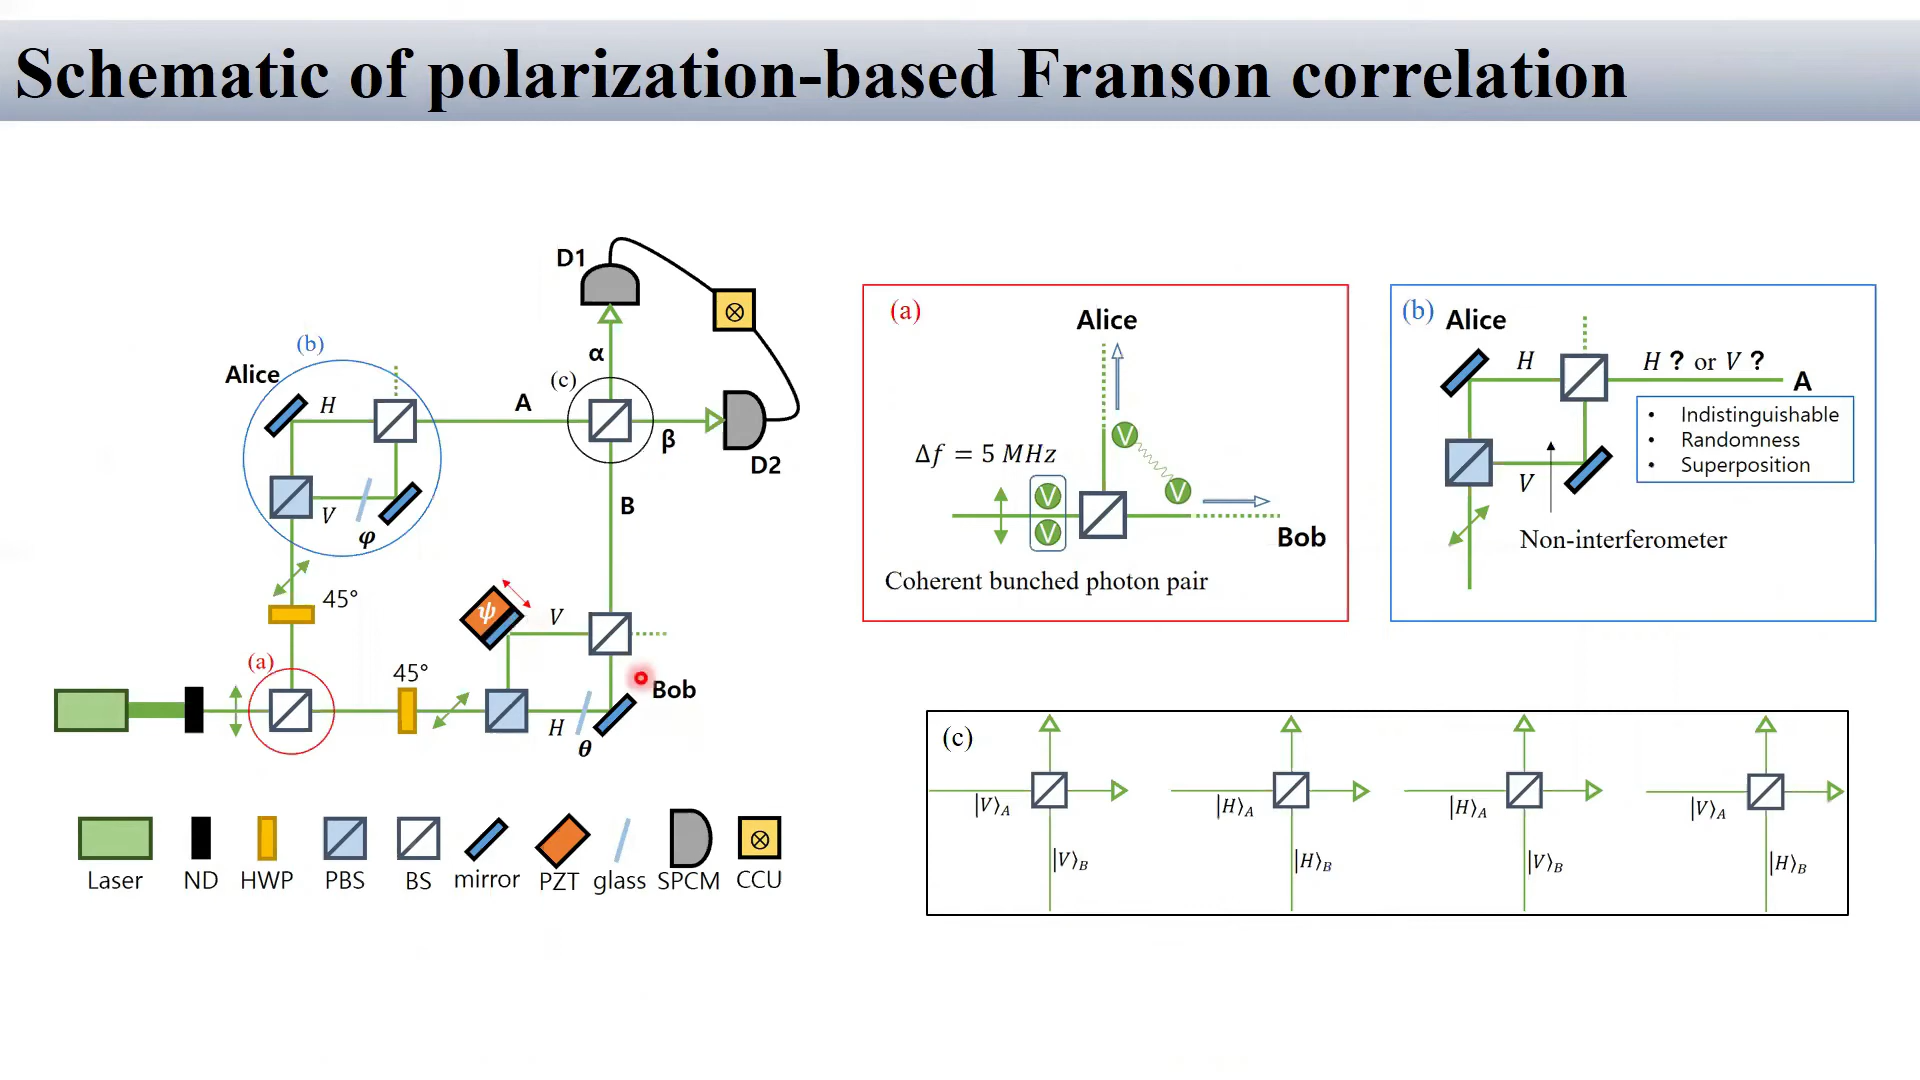 Schematic of polarization-based Franson correlation
D1
α
(b)
Alice
H
(c)
A
β
D2
V
φ
B
45°
ψ
V
(a)
45°
Bob
H
θ
Laser
ND
HWP
PBS
BS
mirror
PZT
glass
SPCM
CCU
(a)
Alice
Δf = 5 MHz
V
V
V
V
Bob
Coherent bunched photon pair
(b)
Alice
H
H ? or V ?
A
• Indistinguishable
• Randomness
• Superposition
V
Non-interferometer
(c)
|V⟩A
|V⟩B
|H⟩A
|H⟩B
|H⟩A
|V⟩B
|V⟩A
|H⟩B